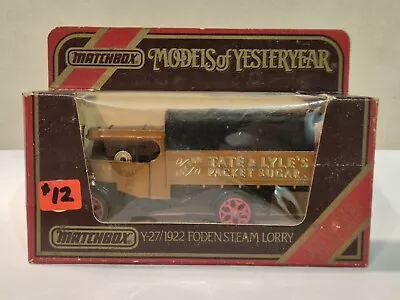 MATCHBOX
MODELS of YESTERYEAR
TATE & LYLE'S
PACKET SUGAR
$12
MATCHBOX
Y-27/1922 FODEN STEAM LORRY